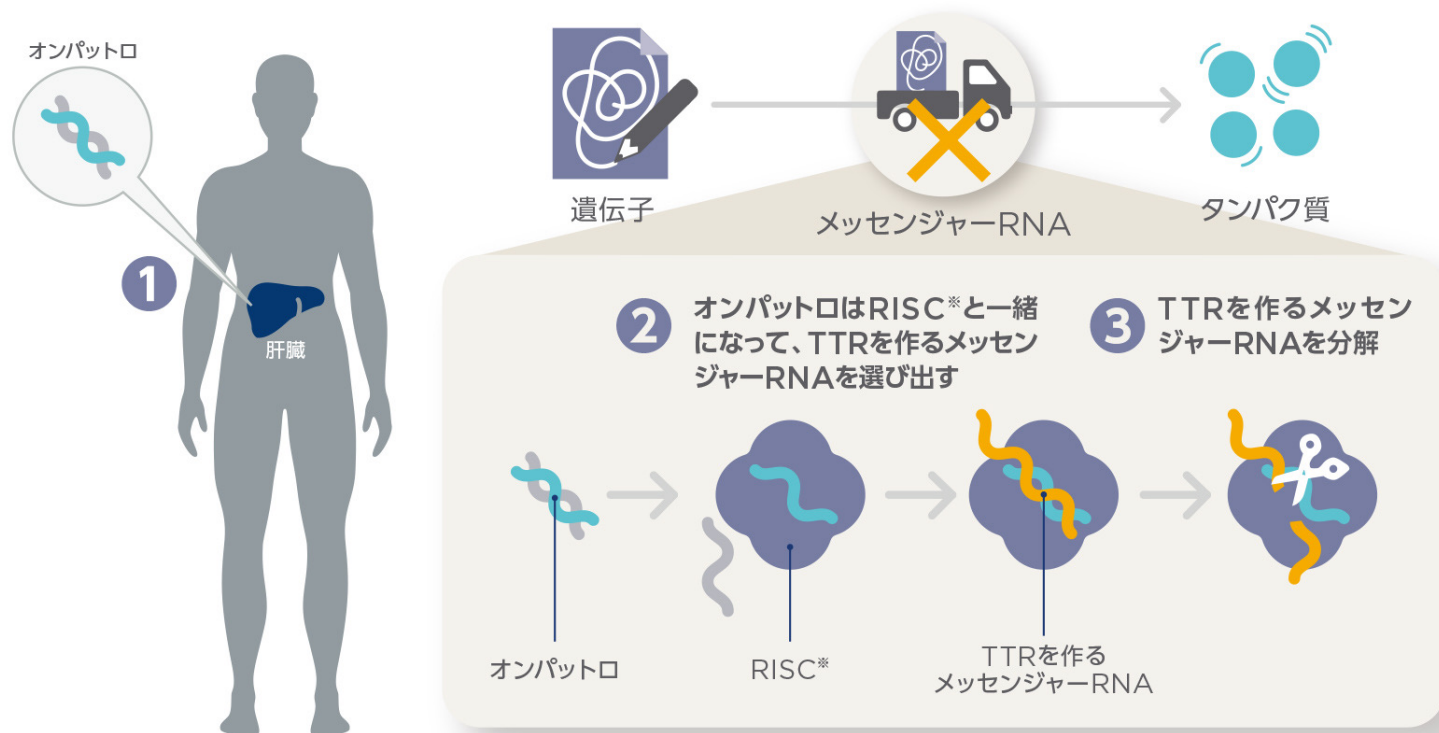 オンパットロ
1
肝臓
遺伝子
メッセンジャーRNA
タンパク質
2
オンパットロはRISC※と一緒
になって、TTRを作るメッセン
ジャーRNAを選び出す
3
TTRを作るメッセン
ジャーRNAを分解
オンパットロ
RISC※
TTRを作る
メッセンジャーRNA